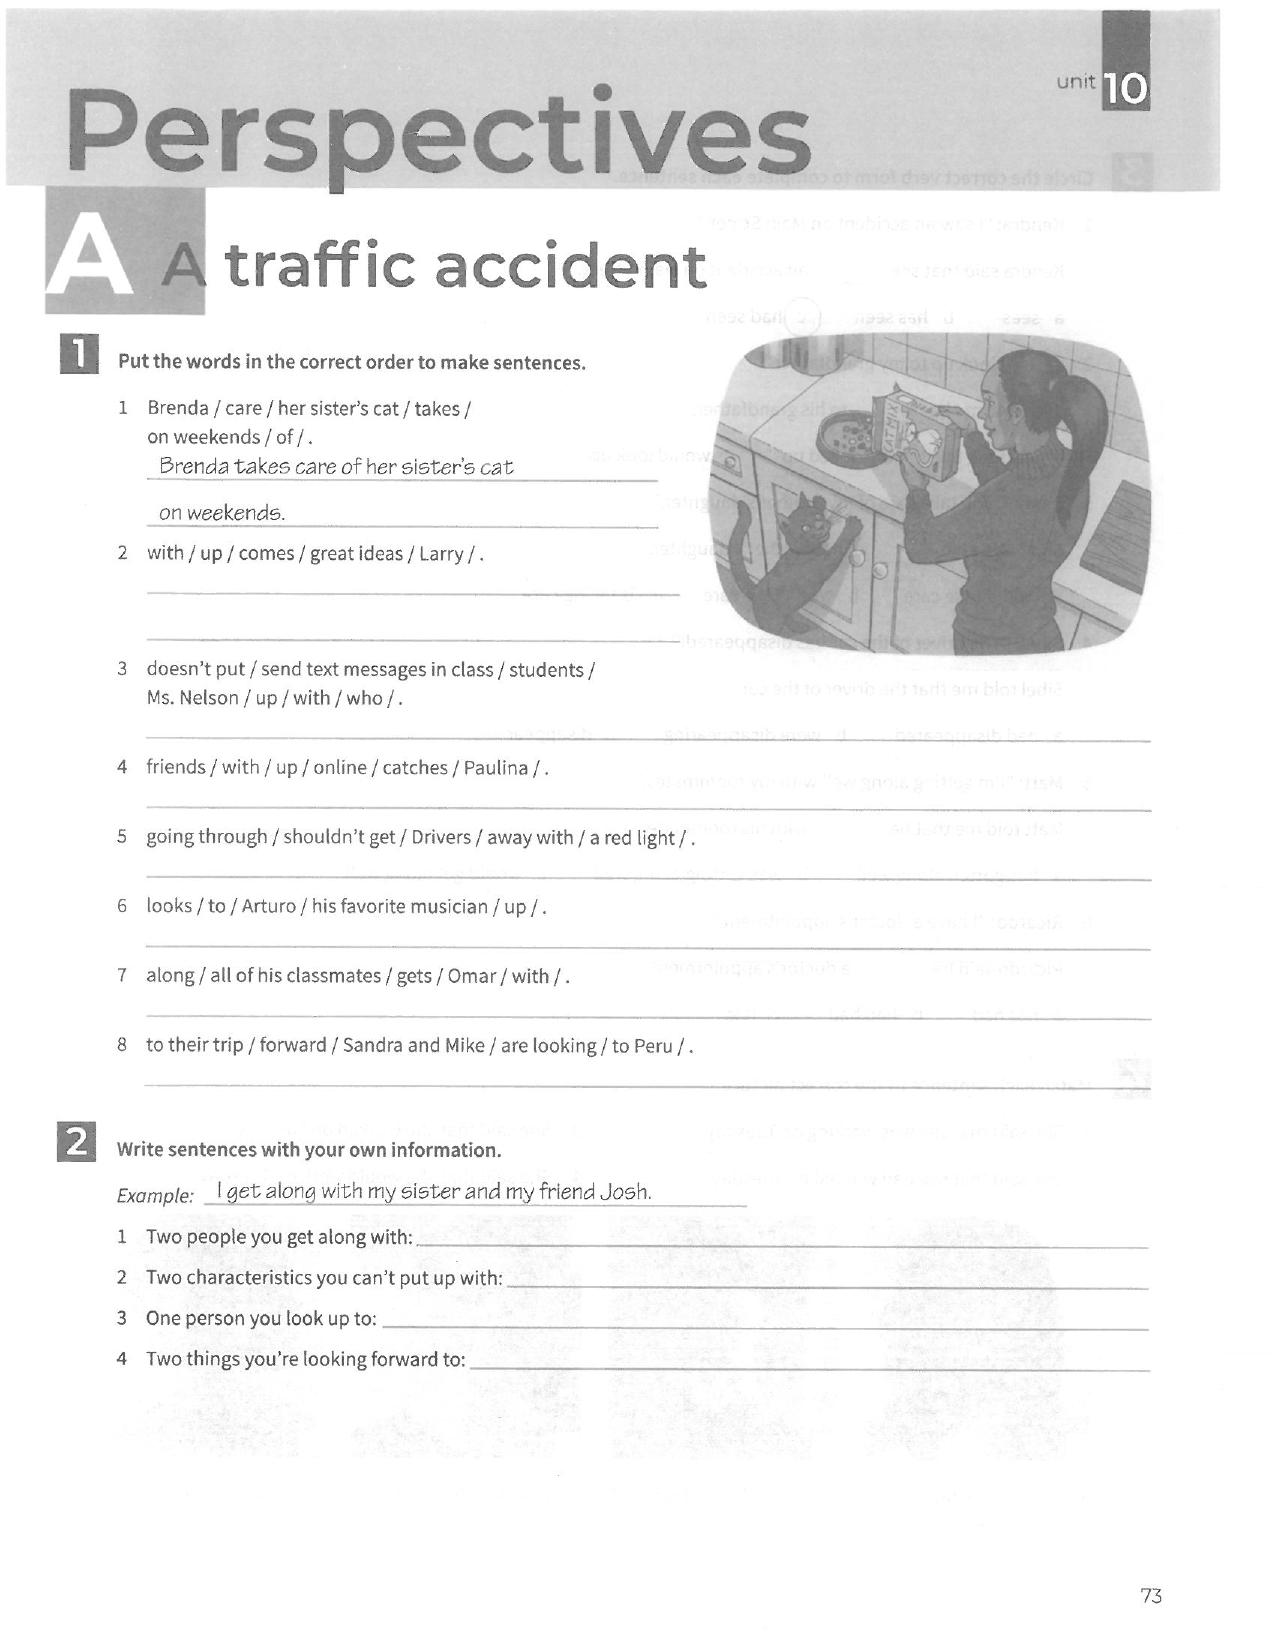 unit 10
Perspectives
A A traffic accident
1 Put the words in the correct order to make sentences.
1 Brenda / care / her sister's cat / takes /
on weekends / of / .
Brenda takes care of her sister's cat
on weekends.
2 with / up / comes / great ideas / Larry / .
CAT MIX
3 doesn't put / send text messages in class / students /
Ms. Nelson / up / with / who / .
4 friends / with / up / online / catches / Paulina / .
5 going through / shouldn't get / Drivers / away with / a red light / .
6 looks / to / Arturo / his favorite musician / up / .
7 along / all of his classmates / gets / Omar / with / .
8 to their trip / forward / Sandra and Mike / are looking / to Peru / .
2 Write sentences with your own information.
Example: I get along with my sister and my friend Josh.
1 Two people you get along with:
2 Two characteristics you can't put up with:
3 One person you look up to:
4 Two things you're looking forward to:
73